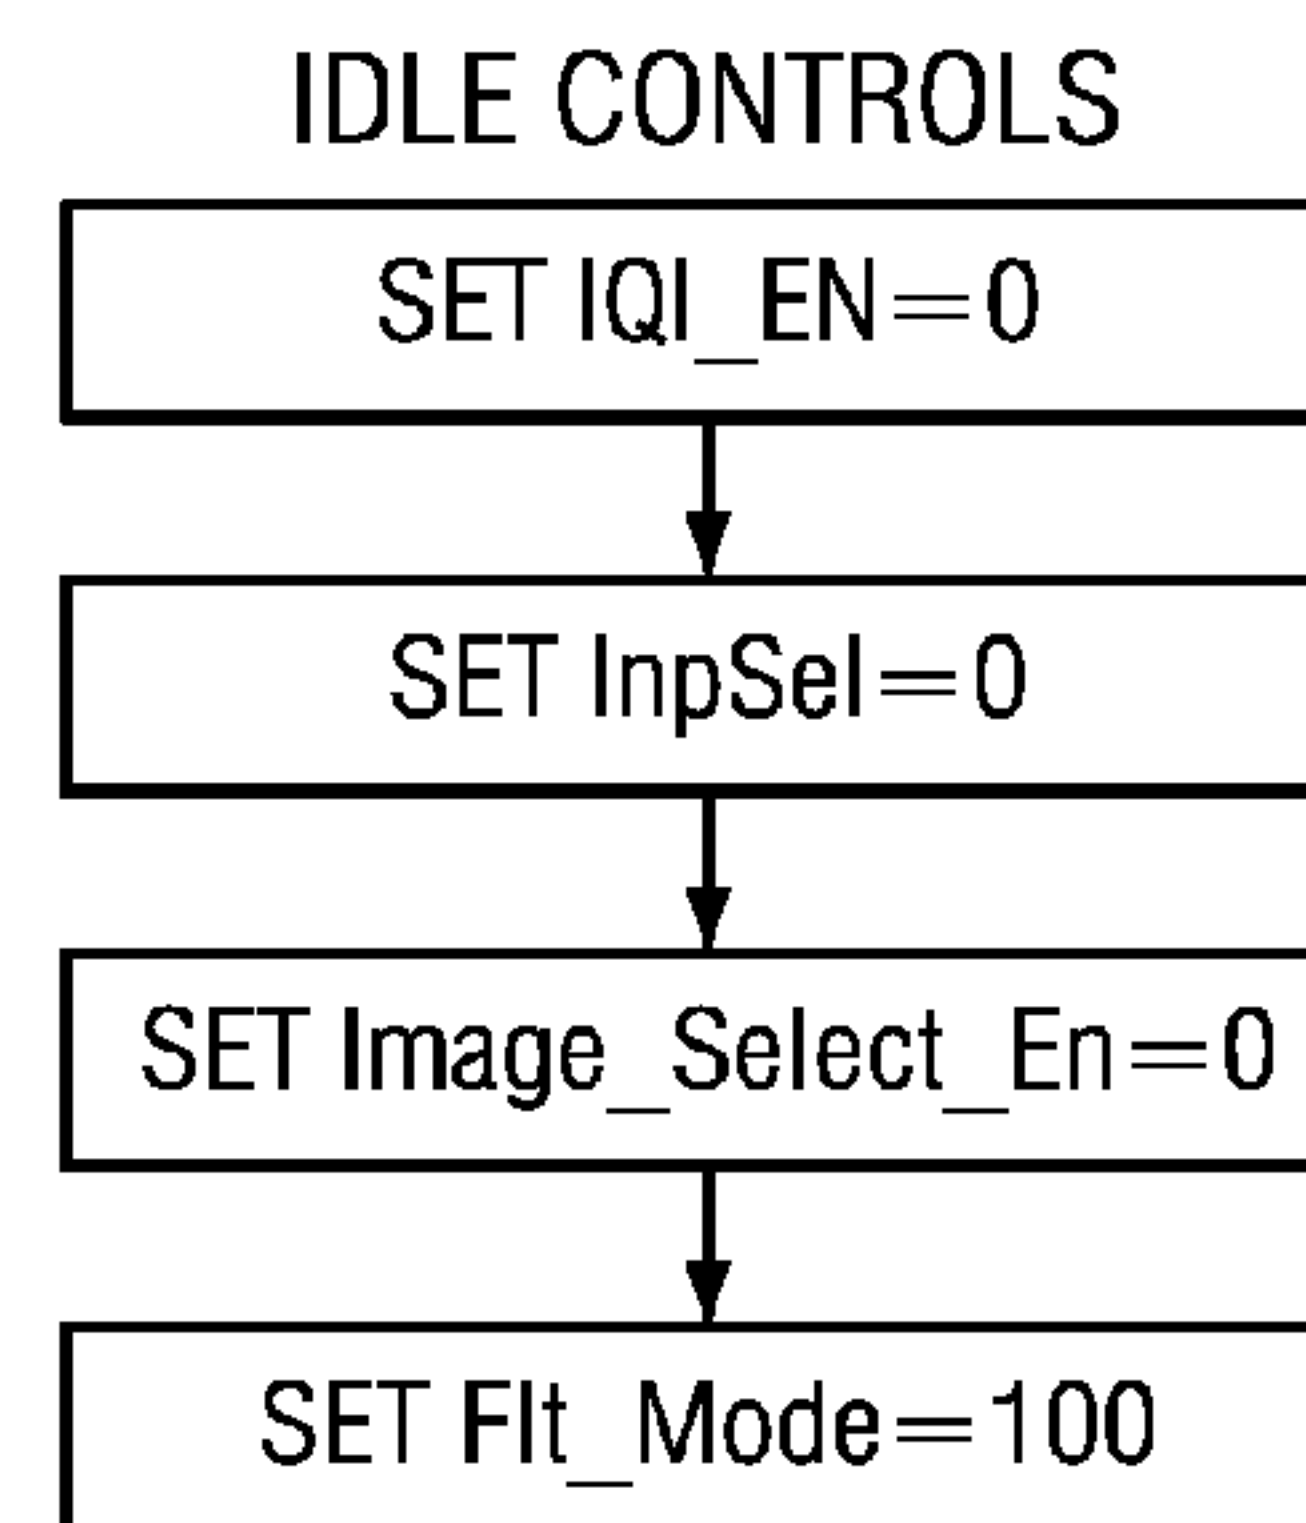 IDLE CONTROLS
SET IQI_EN=0
SET InpSel=0
SET Image_Select_En=0
SET Flt_Mode=100